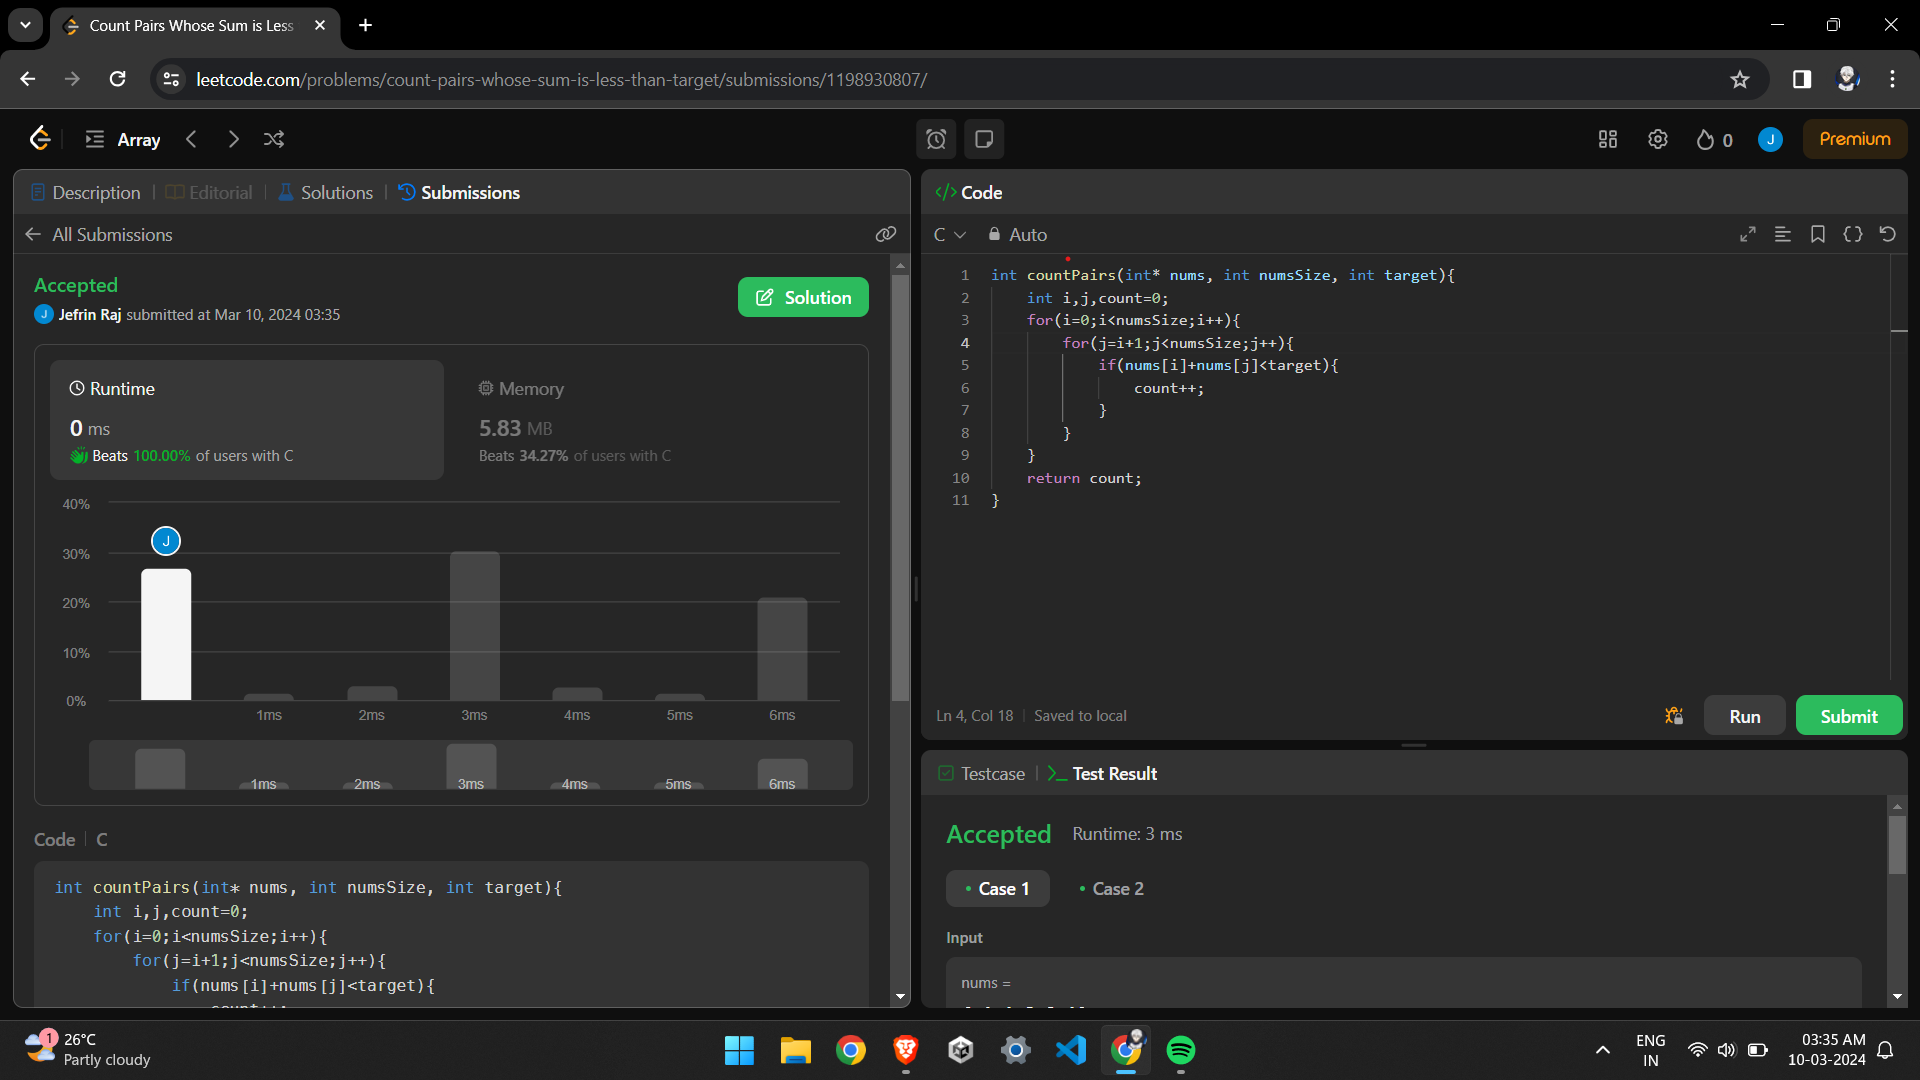 Count Pairs Whose Sum is Less
leetcode.com/problems/count-pairs-whose-sum-is-less-than-target/submissions/1198930807/
Array
0
J
Premium
Description
Editorial
Solutions
Submissions
All Submissions
Accepted
J Jefrin Raj submitted at Mar 10, 2024 03:35
Solution
Runtime
0 ms
Beats 100.00% of users with C
Memory
5.83 MB
Beats 34.27% of users with C
40%
J
30%
20%
10%
0%
1ms 2ms 3ms 4ms 5ms 6ms
1ms 2ms 3ms 4ms 5ms 6ms
Code C
int countPairs(int* nums, int numsSize, int target){
int i,j,count=0;
for(i=0;i<numsSize;i++){
for(j=i+1;j<numsSize;j++){
if(nums[i]+nums[j]<target){
</> Code
C
Auto
1 int countPairs(int* nums, int numsSize, int target){
2 int i,j,count=0;
3 for(i=0;i<numsSize;i++){
4 for(j=i+1;j<numsSize;j++){
5 if(nums[i]+nums[j]<target){
6 count++;
7 }
8 }
9 }
10 return count;
11 }
Ln 4, Col 18 Saved to local
Run
Submit
Testcase
Test Result
Accepted Runtime: 3 ms
Case 1
Case 2
Input
nums =
1
26°C
Partly cloudy
ENG
IN
03:35 AM
10-03-2024